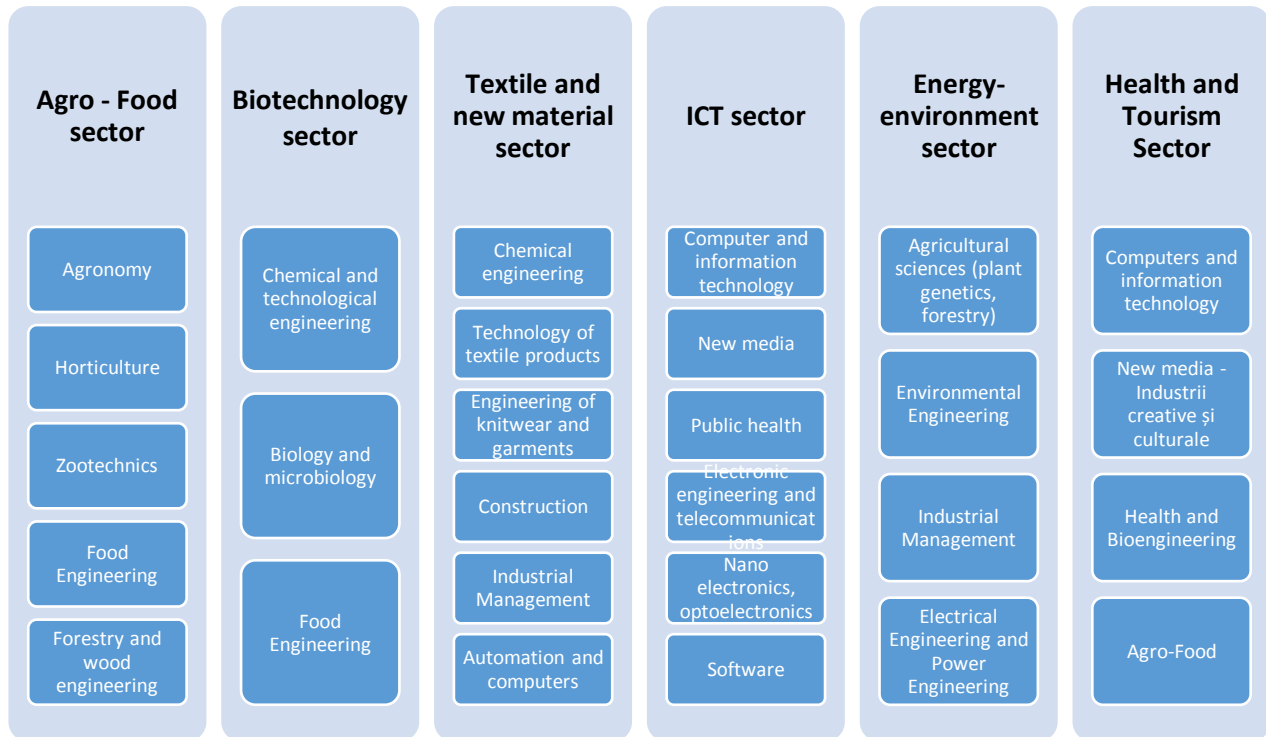 Agro - Food
sector
Agronomy
Horticulture
Zootechnics
Food
Engineering
Forestry and
wood
engineering
Biotechnology
sector
Chemical and
technological
engineering
Biology and
microbiology
Food
Engineering
Textile and
new material
sector
Chemical
engineering
Technology of
textile products
Engineering of
knitwear and
garments
Construction
Industrial
Management
Automation and
computers
ICT sector
Computer and
information
technology
New media
Public health
Electronic
engineering and
telecommunicat
ions
Nano
electronics,
optoelectronics
Software
Energy-
environment
sector
Agricultural
sciences (plant
genetics,
forestry)
Environmental
Engineering
Industrial
Management
Electrical
Engineering and
Power
Engineering
Health and
Tourism
Sector
Computers and
information
technology
New media -
Industrii
creative și
culturale
Health and
Bioengineering
Agro-Food